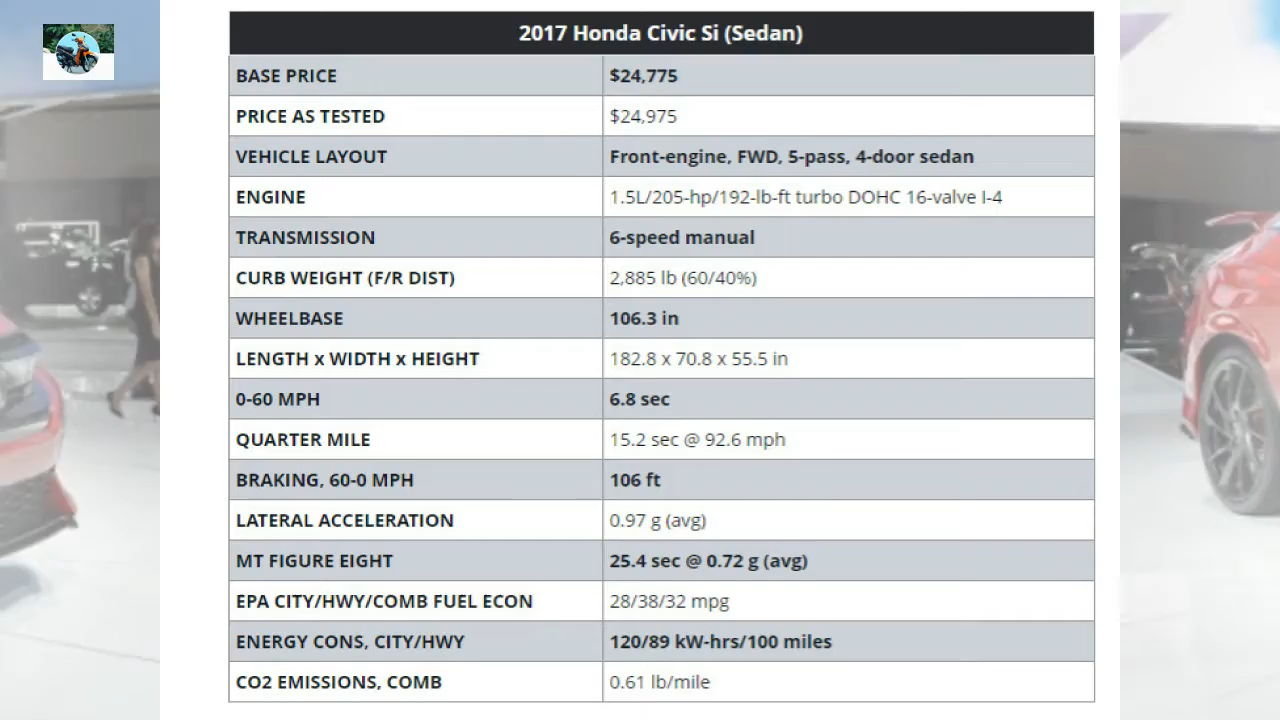 2017 Honda Civic Si (Sedan)
BASE PRICE $24,775
PRICE AS TESTED $24,975
VEHICLE LAYOUT Front-engine, FWD, 5-pass, 4-door sedan
ENGINE 1.5L/205-hp/192-lb-ft turbo DOHC 16-valve I-4
TRANSMISSION 6-speed manual
CURB WEIGHT (F/R DIST) 2,885 lb (60/40%)
WHEELBASE 106.3 in
LENGTH x WIDTH x HEIGHT 182.8 x 70.8 x 55.5 in
0-60 MPH 6.8 sec
QUARTER MILE 15.2 sec @ 92.6 mph
BRAKING, 60-0 MPH 106 ft
LATERAL ACCELERATION 0.97 g (avg)
MT FIGURE EIGHT 25.4 sec @ 0.72 g (avg)
EPA CITY/HWY/COMB FUEL ECON 28/38/32 mpg
ENERGY CONS, CITY/HWY 120/89 kW-hrs/100 miles
CO2 EMISSIONS, COMB 0.61 lb/mile